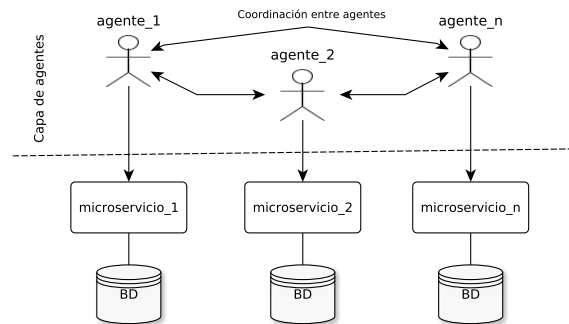 Coordinación entre agentes
agente_1
agente_n
agente_2
Capa de agentes
microservicio_1
microservicio_2
microservicio_n
BD
BD
BD